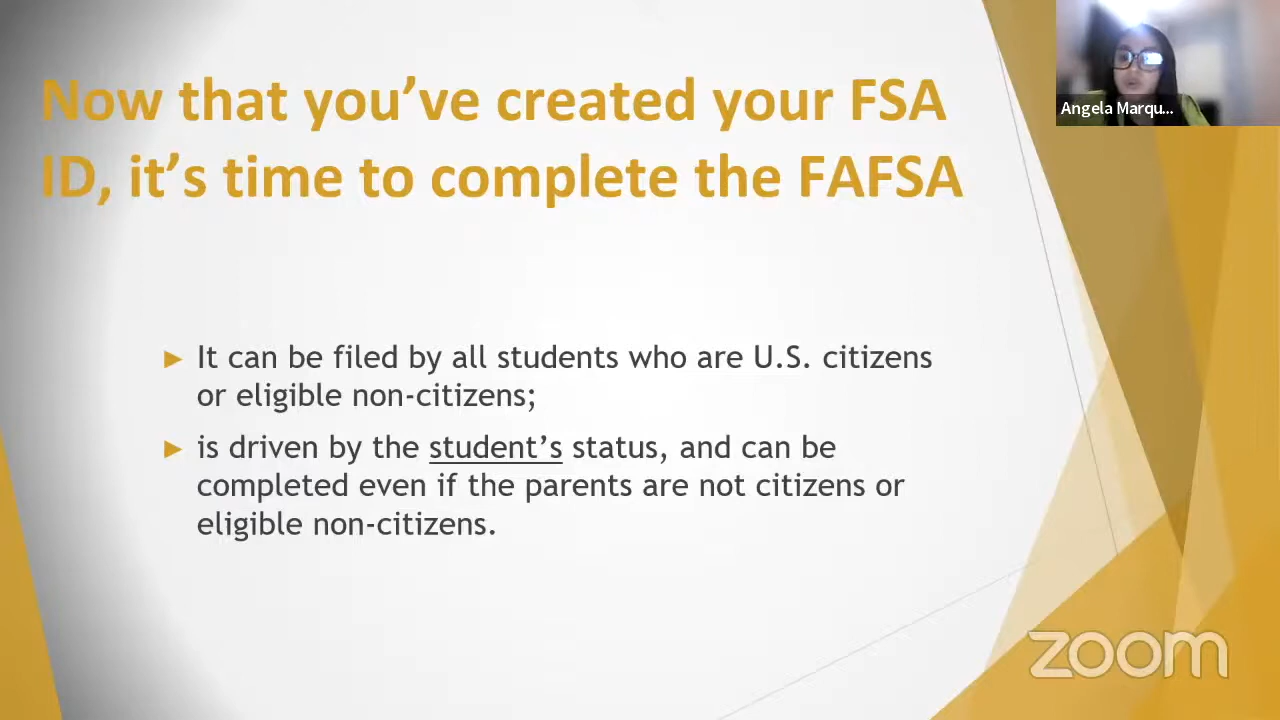 Now that you’ve created your FSA
ID, it’s time to complete the FAFSA
Angela Marqu...
► It can be filed by all students who are U.S. citizens
or eligible non-citizens;
► is driven by the student’s status, and can be
completed even if the parents are not citizens or
eligible non-citizens.
zoom